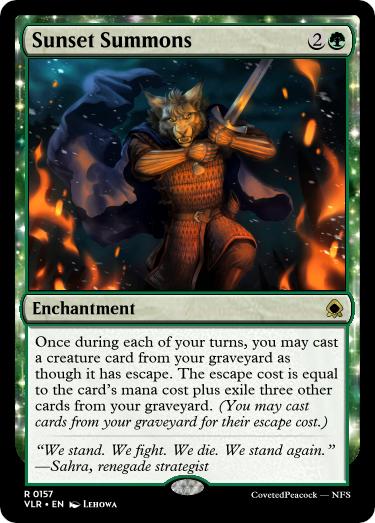 Sunset Summons 2
Enchantment
Once during each of your turns, you may cast
a creature card from your graveyard as
though it has escape. The escape cost is equal
to the card's mana cost plus exile three other
cards from your graveyard. (You may cast
cards from your graveyard for their escape cost.)
"We stand. We fight. We die. We stand again."
—Sahra, renegade strategist
R 0157
VLR • EN Lehowa
CovetedPeacock — NFS